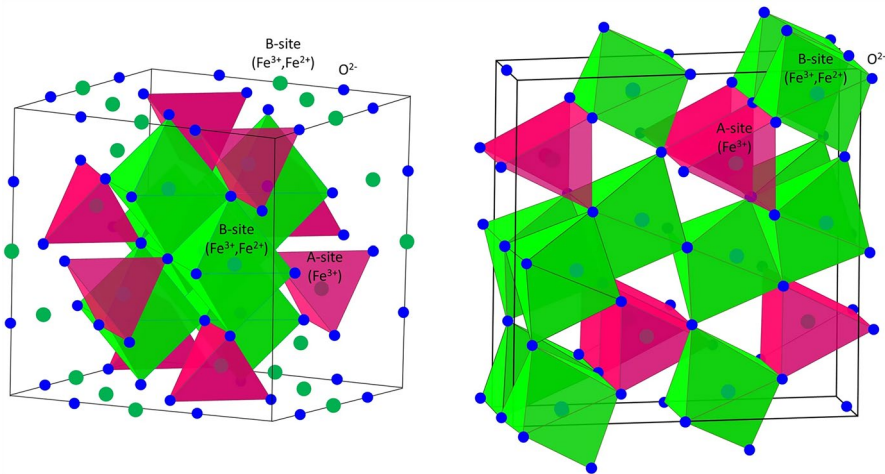 B-site
(Fe³⁺,Fe²⁺)
O²⁻
B-site
(Fe³⁺,Fe²⁺)
A-site
(Fe³⁺)
B-site
(Fe³⁺,Fe²⁺)
O²⁻
A-site
(Fe³⁺)